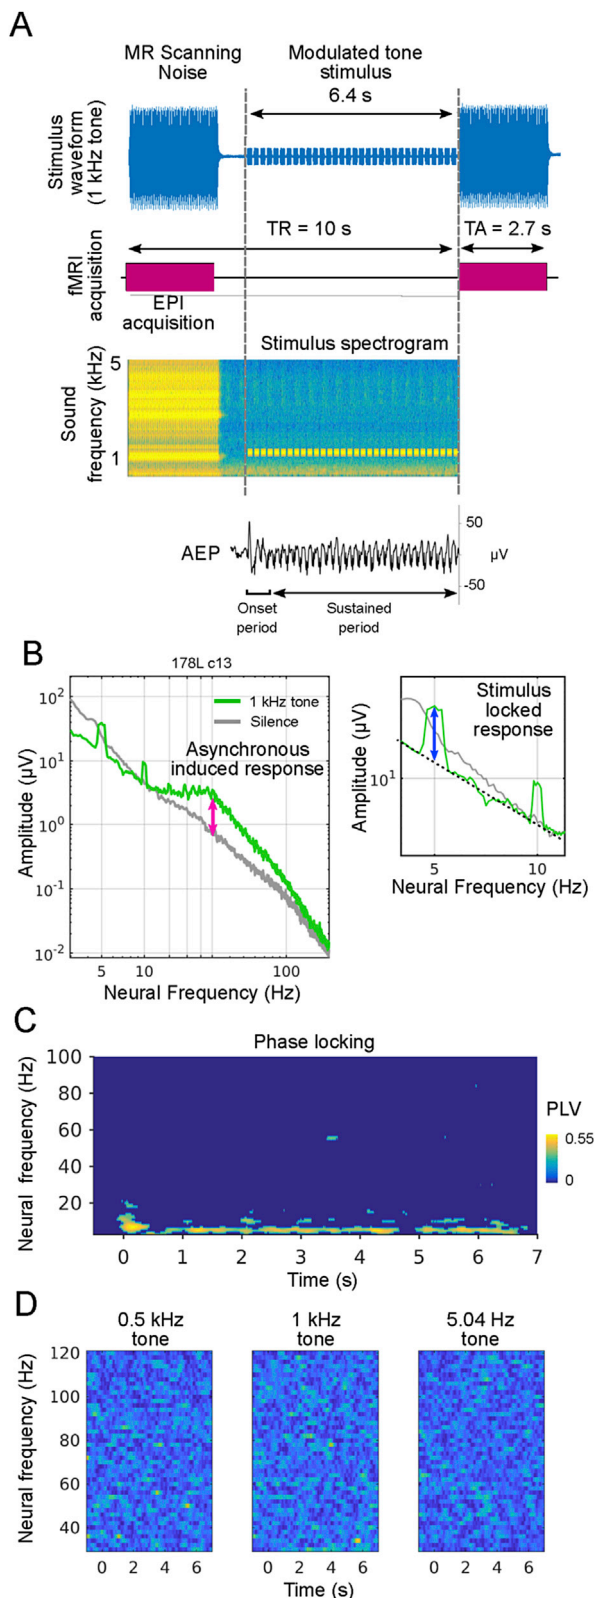 A
MR Scanning
Noise
Modulated tone
stimulus
6.4 s
Stimulus
waveform
(1 kHz tone)
TR = 10 s
TA = 2.7 s
fMRI
acquisition
EPI
acquisition
Stimulus spectrogram
Sound
frequency (kHz)
5
1
AEP
50
µV
-50
Onset
period
Sustained
period
B
178L c13
1 kHz tone
Silence
Asynchronous
induced response
Amplitude (µV)
10²
10¹
10⁰
10⁻¹
10⁻²
5
10
100
Neural Frequency (Hz)
Stimulus
locked
response
Amplitude (µV)
10¹
5
10
Neural Frequency (Hz)
C
Phase locking
Neural frequency (Hz)
100
80
60
40
20
0
1
2
3
4
5
6
7
Time (s)
PLV
0.55
0
D
0.5 kHz
tone
1 kHz
tone
5.04 Hz
tone
Neural frequency (Hz)
120
100
80
60
40
0 2 4 6
0 2 4 6
0 2 4 6
Time (s)